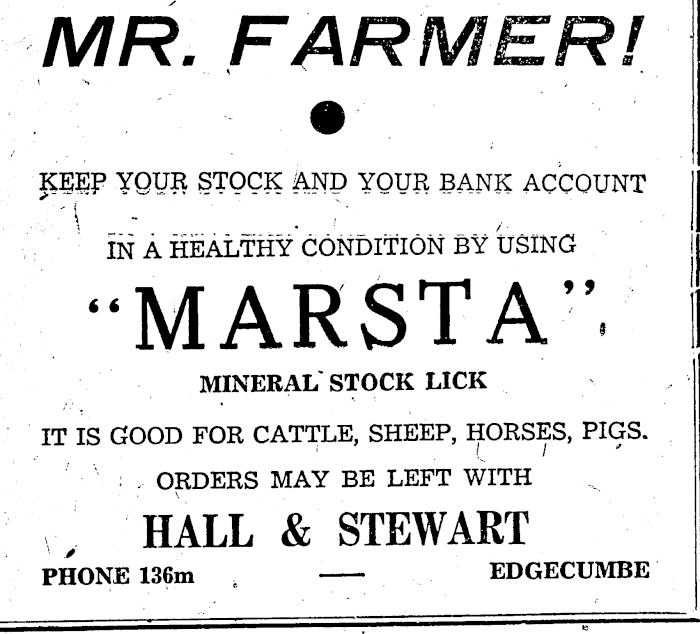 MR. FARMER!
KEEP YOUR STOCK AND YOUR BANK ACCOUNT
IN A HEALTHY CONDITION BY USING
"MARSTA"
MINERAL STOCK LICK
IT IS GOOD FOR CATTLE, SHEEP, HORSES, PIGS.
ORDERS MAY BE LEFT WITH
HALL & STEWART
PHONE 136m — EDGECUMBE